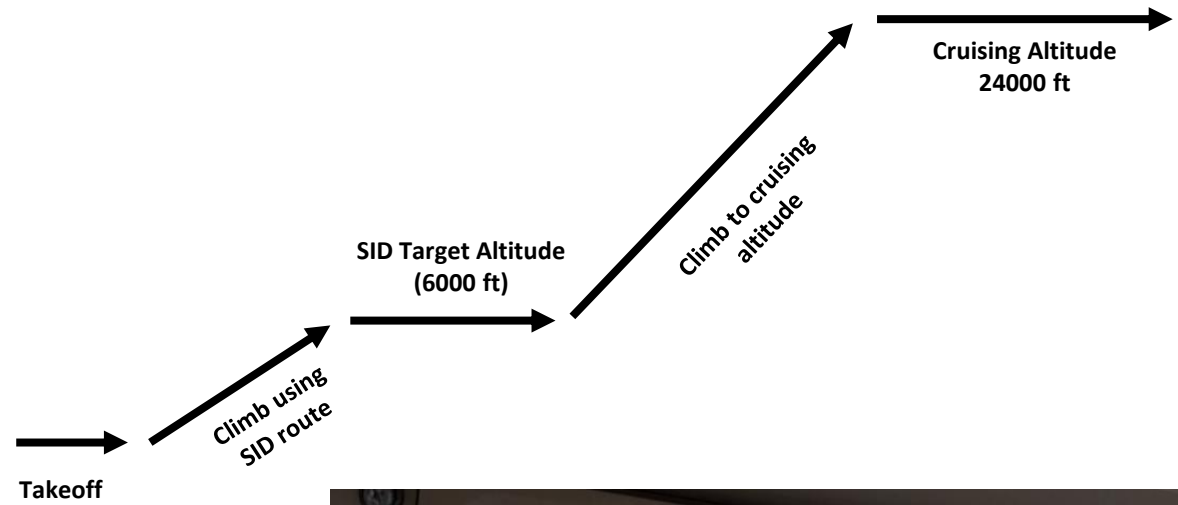 Cruising Altitude
24000 ft
Climb to cruising
altitude
SID Target Altitude
(6000 ft)
Climb using
SID route
Takeoff